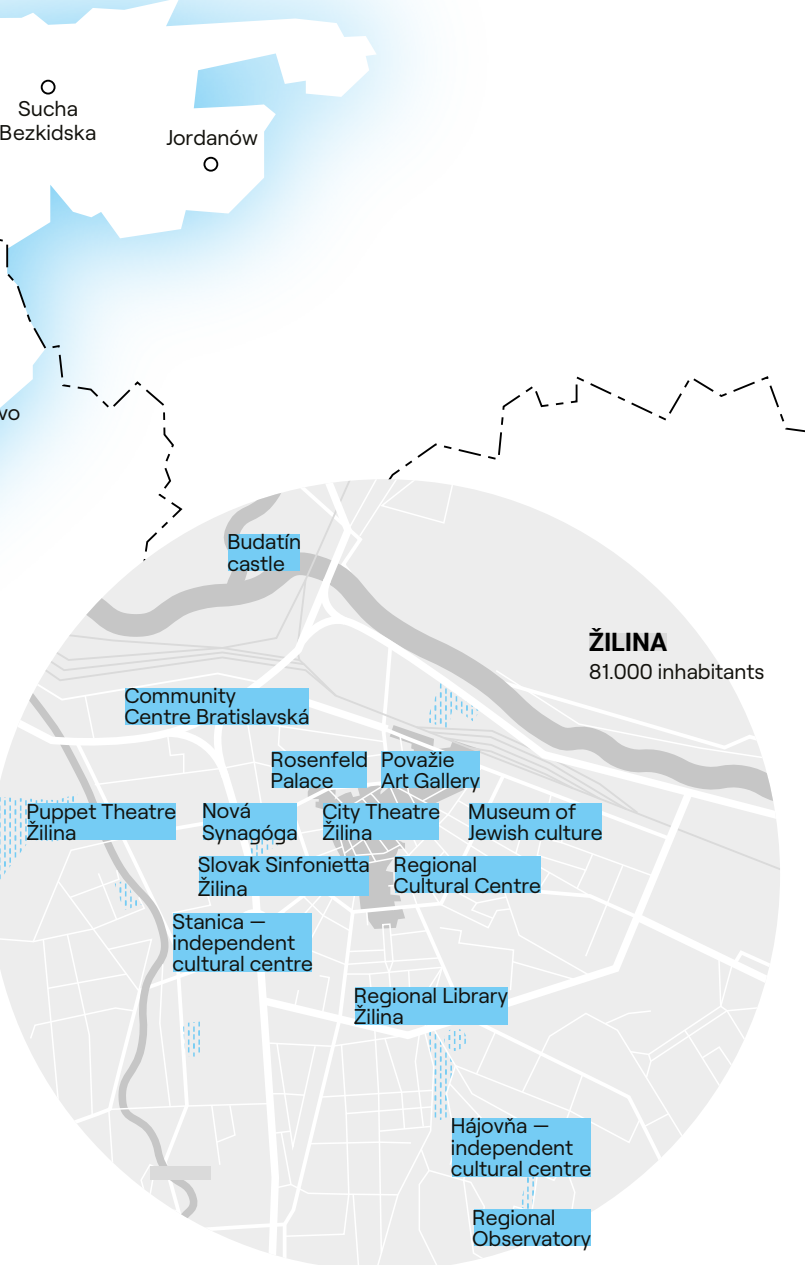 Sucha
Bezkidska
Jordanów
Budatín
castle
ŽILINA
81.000 inhabitants
Community
Centre Bratislavská
Rosenfeld
Palace
Považie
Art Gallery
Puppet Theatre
Žilina
Nová
Synagóga
City Theatre
Žilina
Museum of
Jewish culture
Slovak Sinfonietta
Žilina
Regional
Cultural Centre
Stanica –
independent
cultural centre
Regional Library
Žilina
Hájovňa –
independent
cultural centre
Regional
Observatory